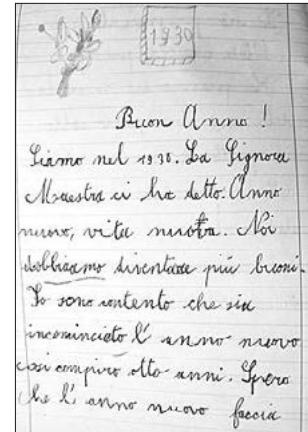 1930
Buon Anno!
Siamo nel 1930. La Signora
Maestra ci ha detto: Anno
nuovo, vita nuova. Noi
dobbiamo diventare più buoni.
Io sono contento che sia
incominciato l'anno nuovo
così compirò otto anni. Spero
che l'anno nuovo faccia